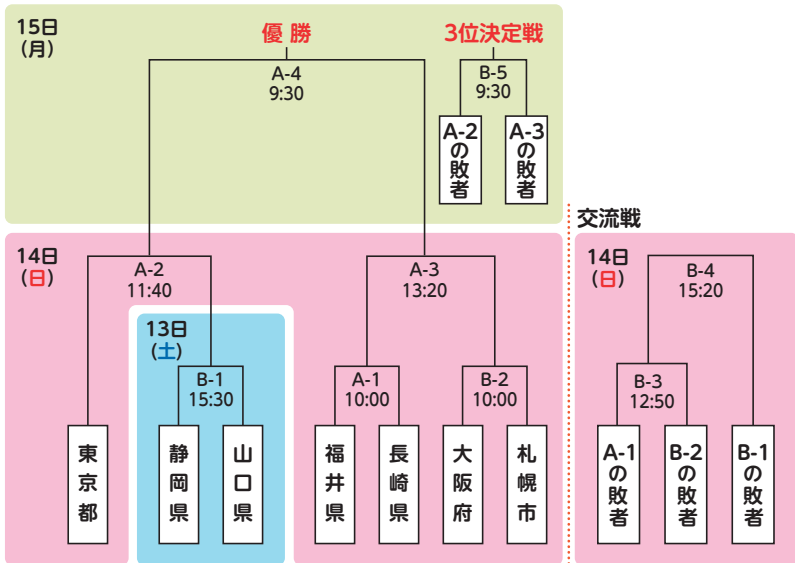 15日
(月)
優 勝
3位決定戦
A-4
9:30
B-5
9:30
A-2の敗者
A-3の敗者
交流戦
14日
(日)
A-2
11:40
A-3
13:20
14日
(日)
B-4
15:20
13日
(土)
B-1
15:30
A-1
10:00
B-2
10:00
B-3
12:50
東京都
静岡県
山口県
福井県
長崎県
大阪府
札幌市
A-1の敗者
B-2の敗者
B-1の敗者